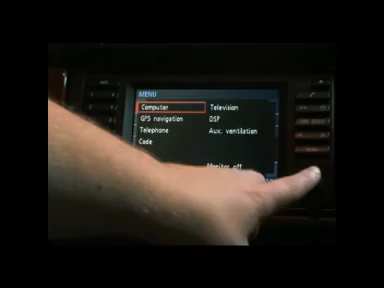 MENU
Computer Television
GPS navigation DSP
Telephone Aux. ventilation
Code
Monitor off